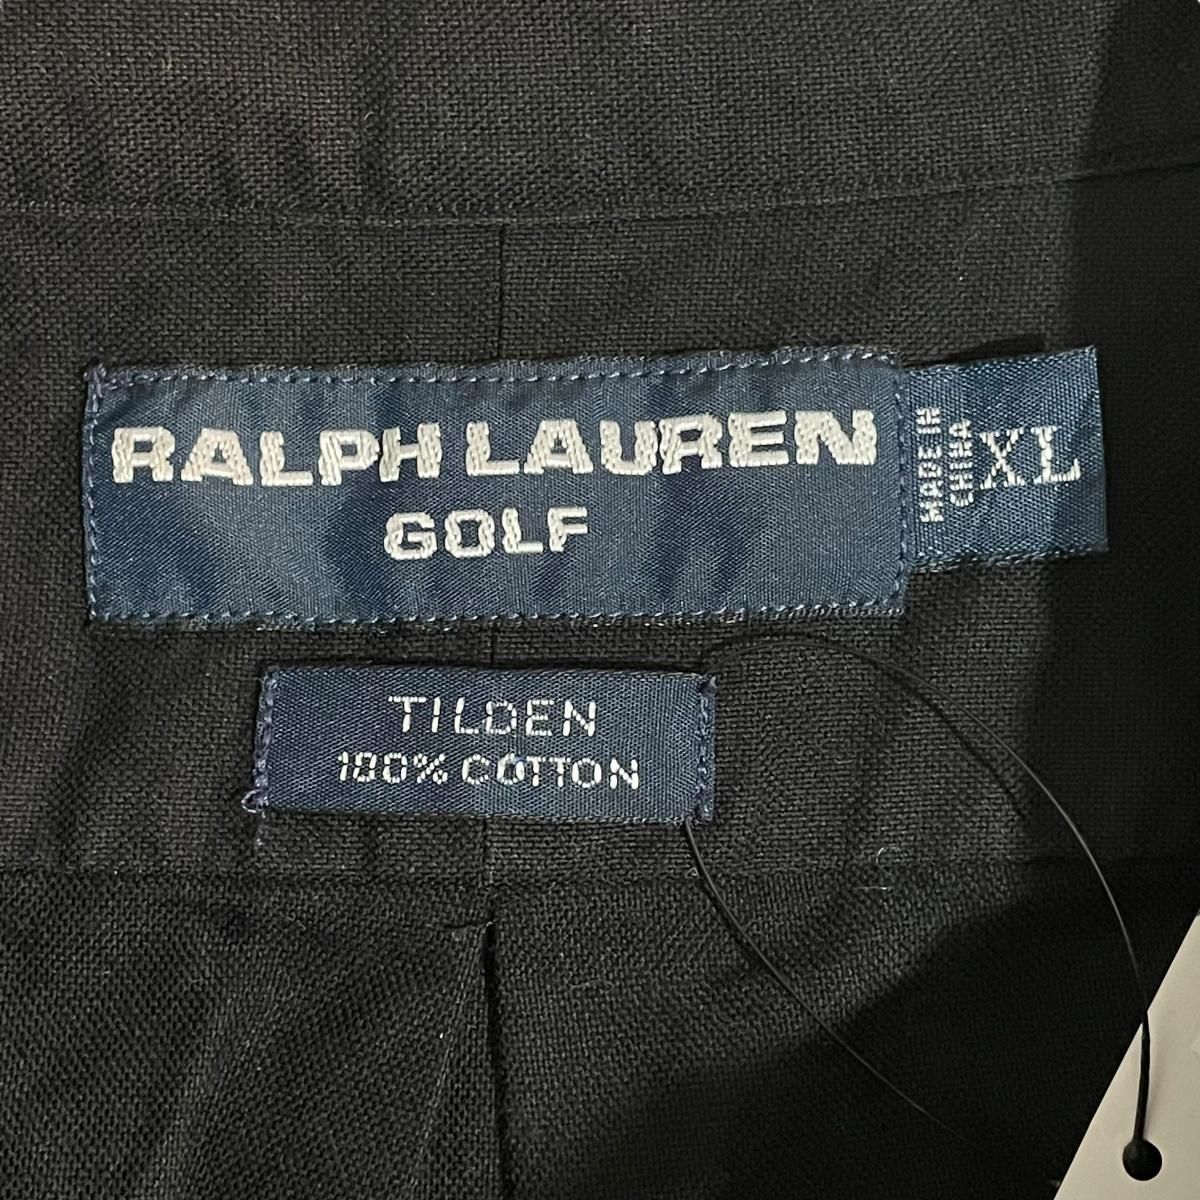 RALPH LAUREN
GOLF
MADE IN
CHINA
XL
TILDEN
100% COTTON